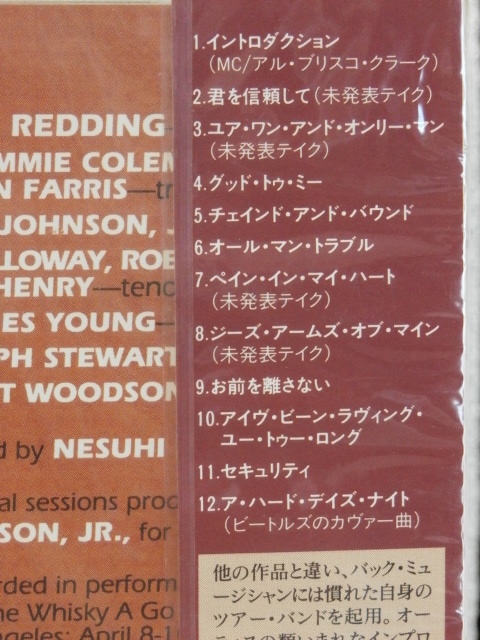 REDDING
MMIE COLEM
N FARRIS—tr
JOHNSON, J
LLOWAY, ROE
HENRY—tenc
ES YOUNG—
PH STEWART
T WOODSON
d by NESUHI
al sessions proc
SON, JR., for
rded in perform
he Whisky A Go
ngeles: April 8-1
1.イントロダクション
(MC/アル・ブリスコ・クラーク)
2.君を信頼して(未発表テイク)
3.ユア・ワン・アンド・オンリー・マン
(未発表テイク)
4.グッド・トゥ・ミー
5.チェインド・アンド・バウンド
6.オール・マン・トラブル
7.ペイン・イン・マイ・ハート
(未発表テイク)
8.ジーズ・アームズ・オブ・マイン
(未発表テイク)
9.お前を離さない
10.アイヴ・ビーン・ラヴィング・
ユー・トゥー・ロング
11.セキュリティ
12.ア・ハード・デイズ・ナイト
(ビートルズのカヴァー曲)
他の作品と違い、バック・ミュ
ージシャンには慣れた自身の
ツアー・バンドを起用。オー